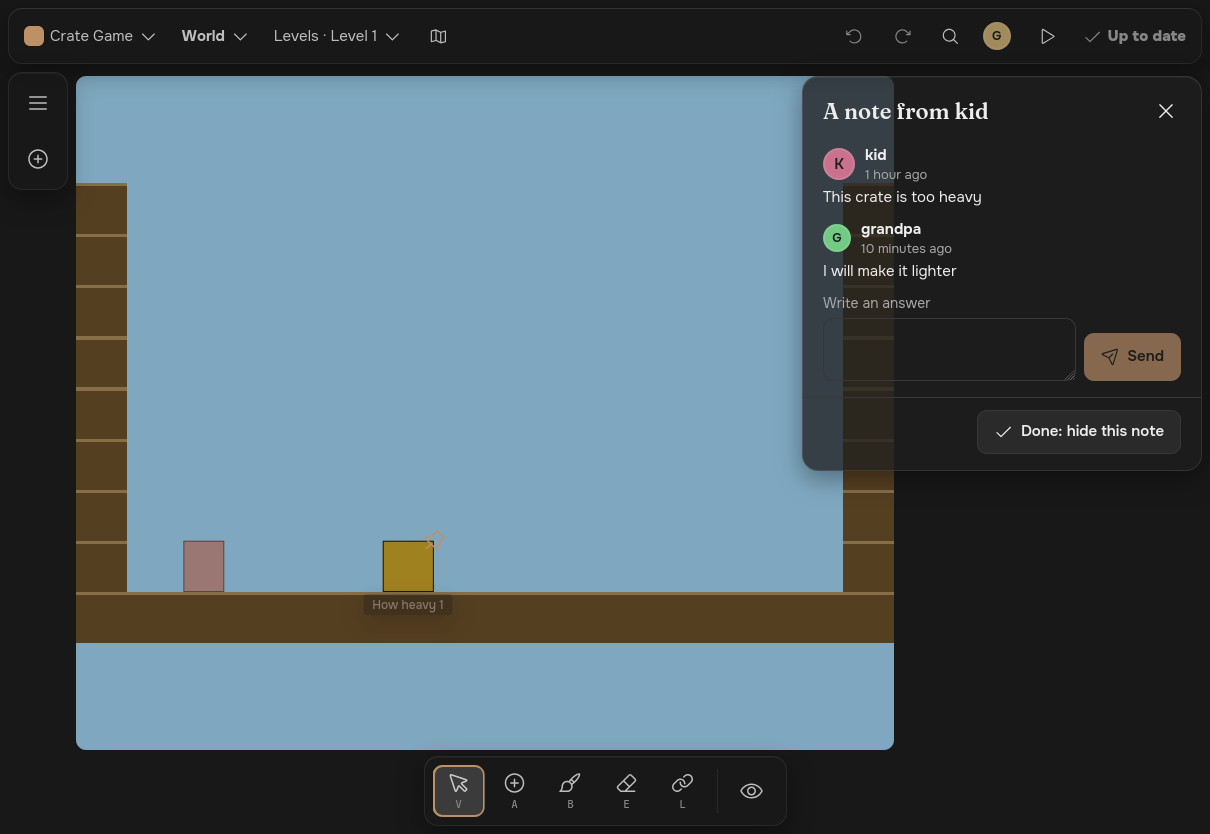 Crate Game
World
Levels · Level 1
G
Up to date
A note from kid
K
kid
1 hour ago
This crate is too heavy
G
grandpa
10 minutes ago
I will make it lighter
Write an answer
Send
Done: hide this note
How heavy 1
V
A
B
E
L